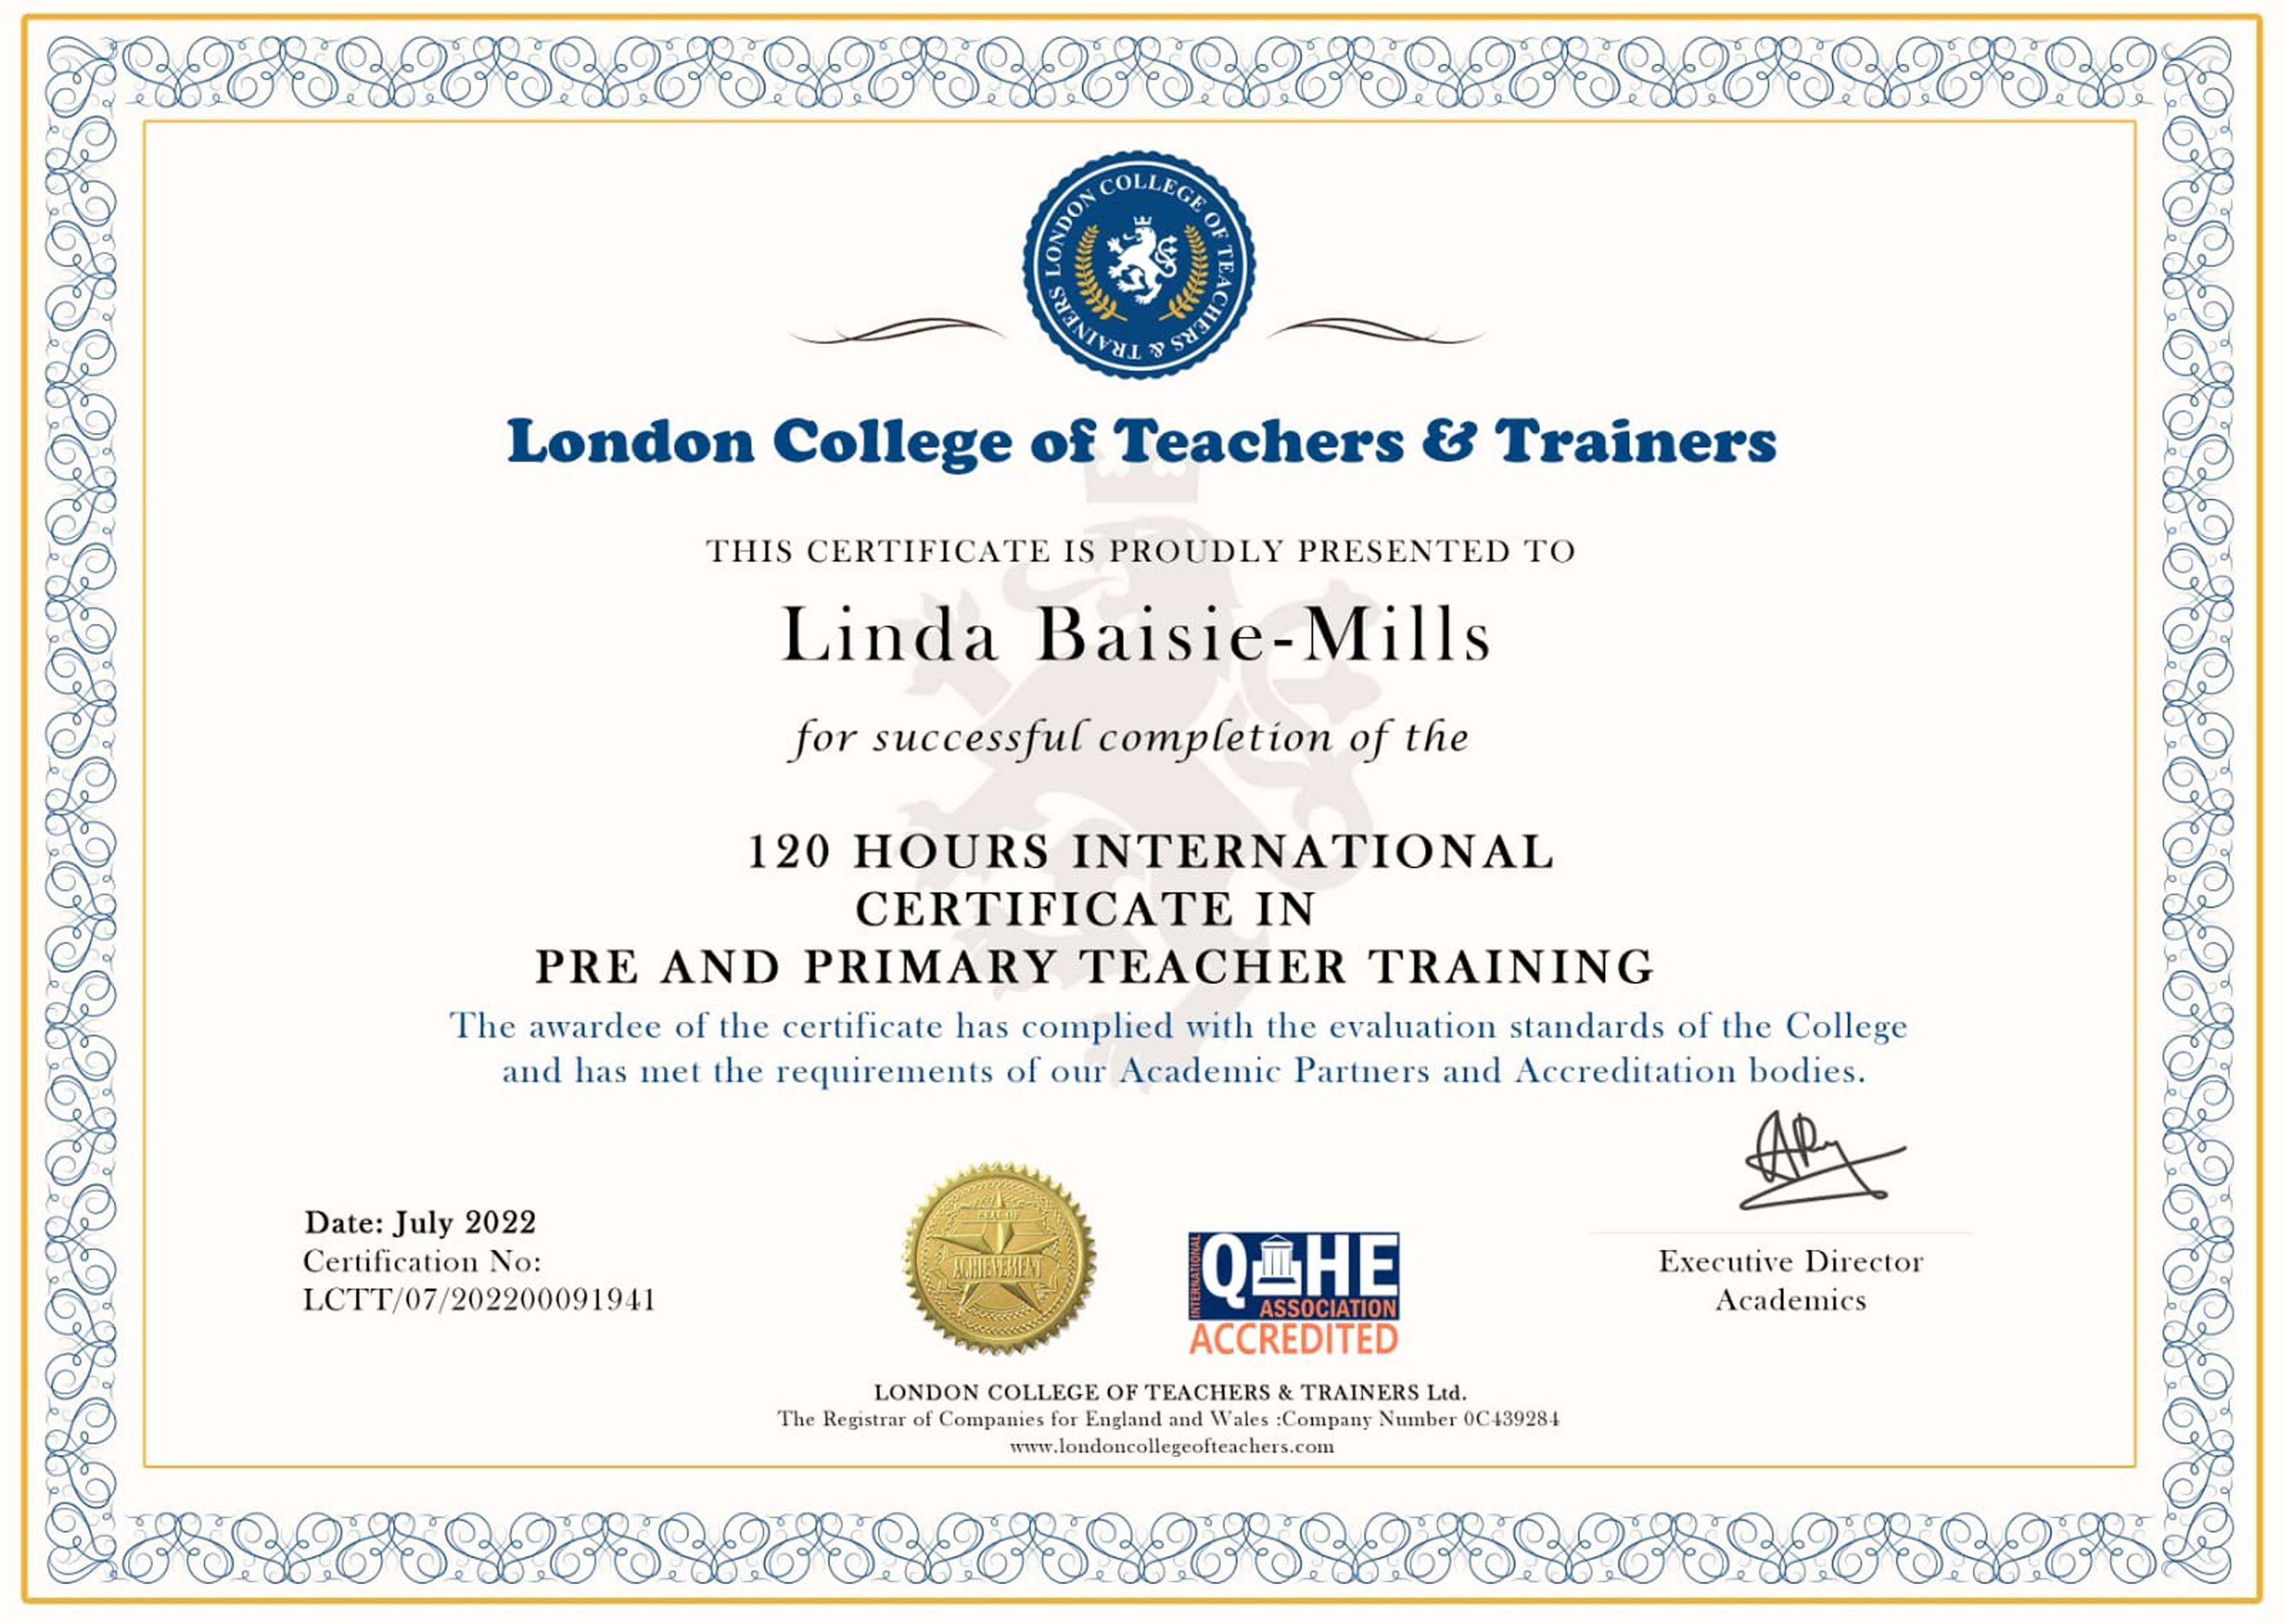 LONDON COLLEGE OF TEACHERS & TRAINERS
London College of Teachers & Trainers
THIS CERTIFICATE IS PROUDLY PRESENTED TO
Linda Baisie-Mills
for successful completion of the
120 HOURS INTERNATIONAL
CERTIFICATE IN
PRE AND PRIMARY TEACHER TRAINING
The awardee of the certificate has complied with the evaluation standards of the College
and has met the requirements of our Academic Partners and Accreditation bodies.
Date: July 2022
Certification No:
LCTT/07/202200091941
SEAL OF
ACHIEVEMENT
INTERNATIONAL
QAHE
ASSOCIATION
ACCREDITED
Executive Director
Academics
LONDON COLLEGE OF TEACHERS & TRAINERS Ltd.
The Registrar of Companies for England and Wales :Company Number 0C439284
www.londoncollegeofteachers.com